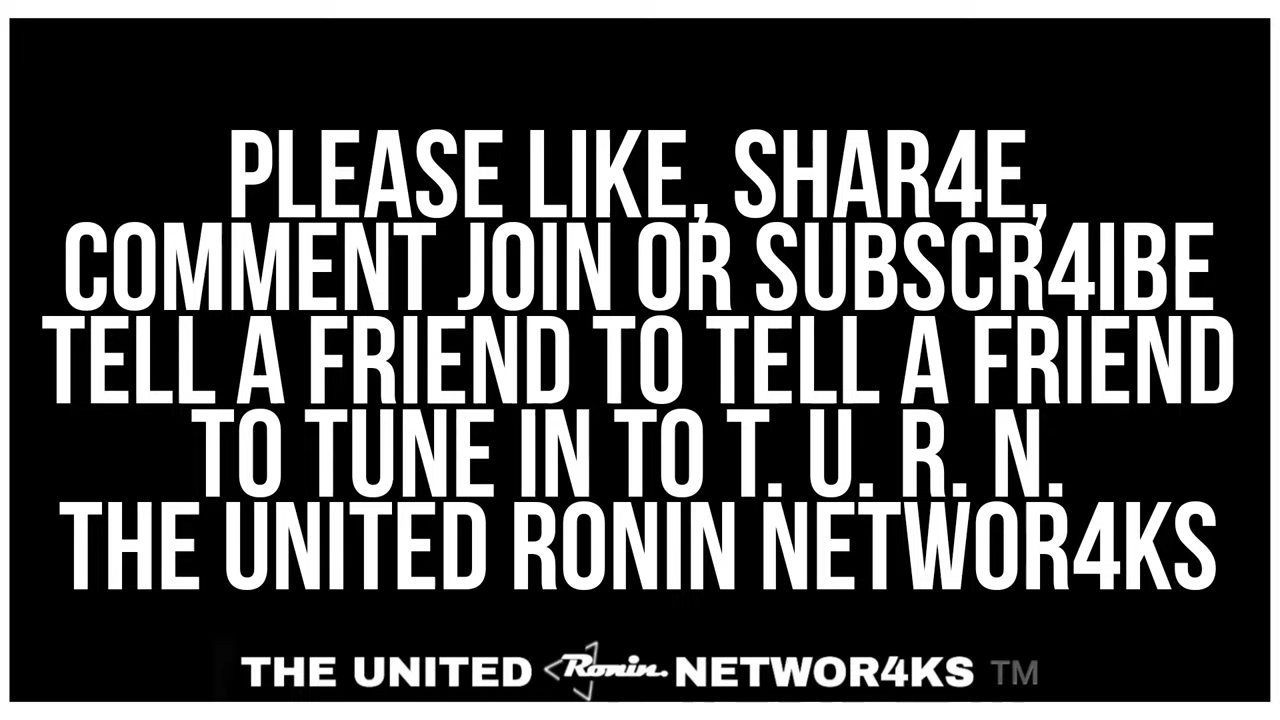 PLEASE LIKE, SHAR4E,
COMMENT JOIN OR SUBSCR4IBE
TELL A FRIEND TO TELL A FRIEND
TO TUNE IN TO T. U. R. N.
THE UNITED RONIN NETWOR4KS
THE UNITED Ronin. NETWOR4KS TM